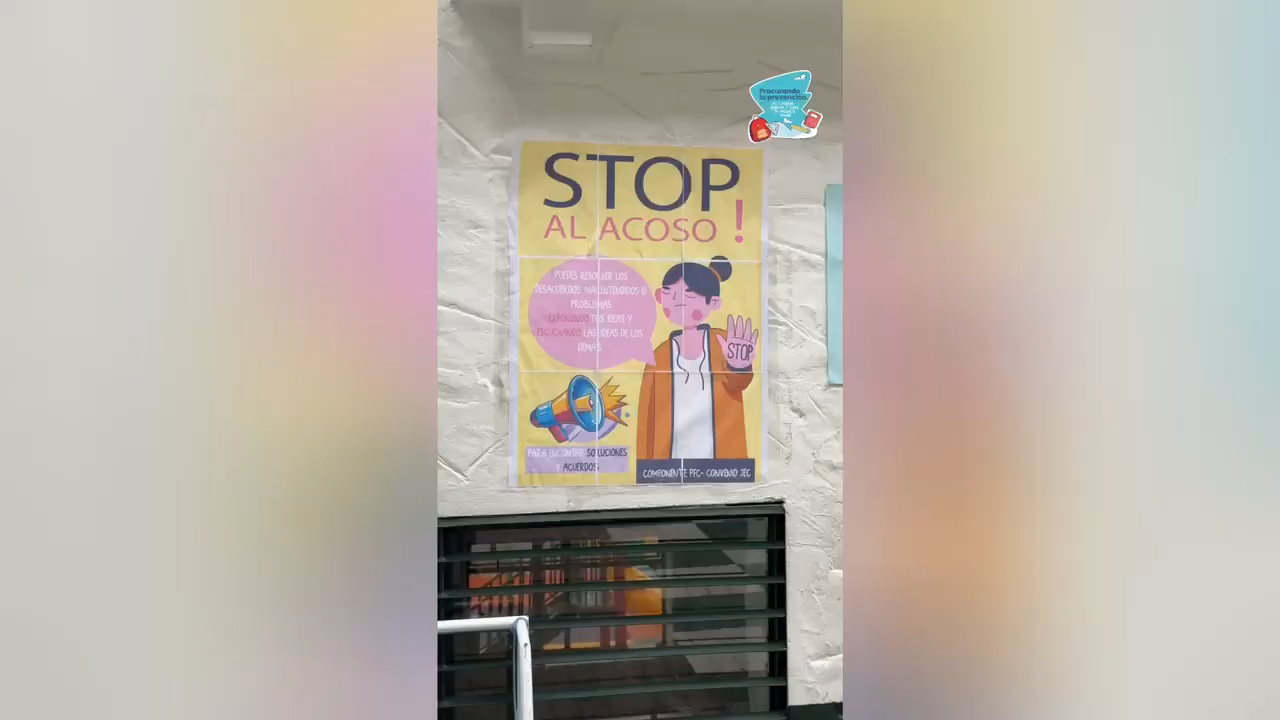 Procurando
la prevención
STOP
AL ACOSO !
PUEDES RESOLVER LOS
DESACUERDOS MALENTENDIDOS O
PROBLEMAS
EXPONIENDO TUS IDEAS Y
ESCUCHANDO LAS IDEAS DE LOS
DEMÁS
STOP
PARA ENCONTRAR SOLUCIONES
Y ACUERDOS
COMPONENTE PFC- CONVENIO JEC